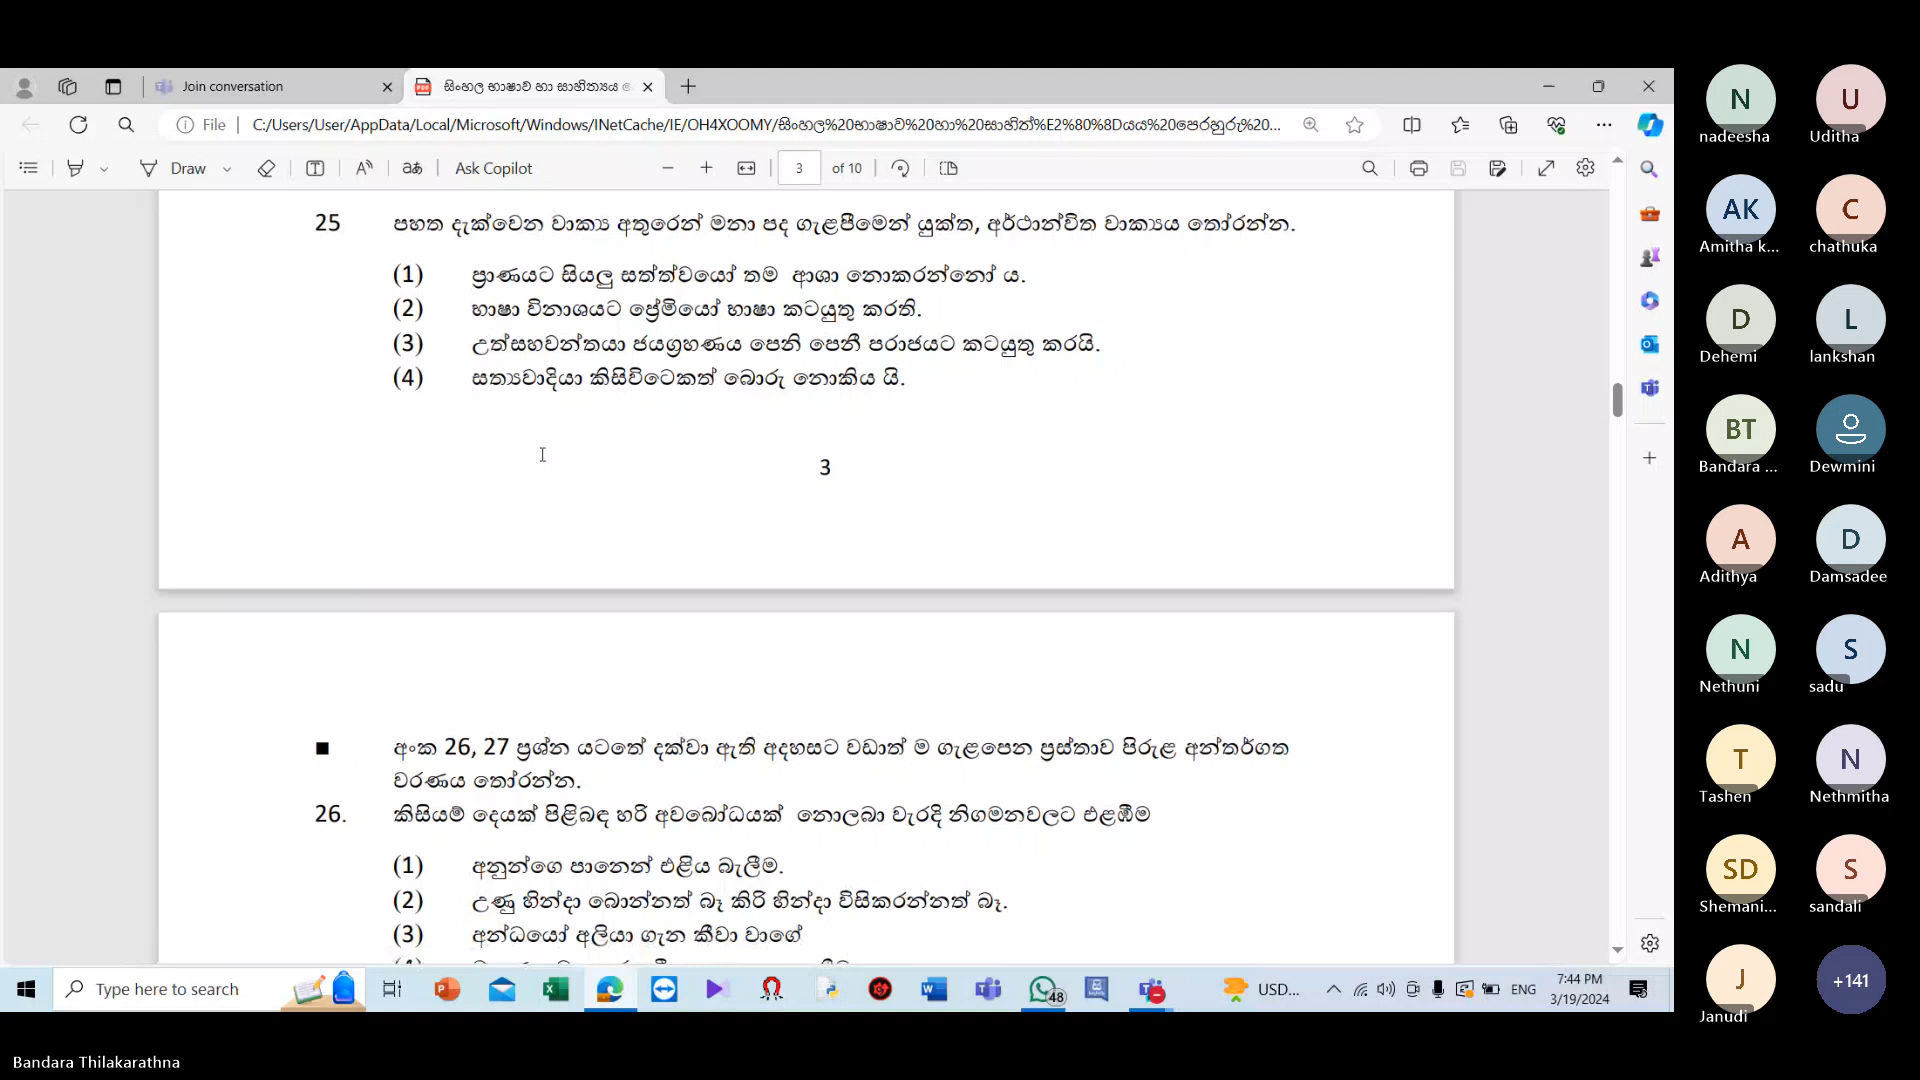 Join conversation
සිංහල භාෂාව හා සාහිත්‍යය
File
C:/Users/User/AppData/Local/Microsoft/Windows/INetCache/IE/OH4XOOMY/සිංහල%20භාෂාව%20හා%20සාහිත්%E2%80%8Dයය%20පෙරහුරු%20...
Draw
Ask Copilot
3 of 10
25 පහත දැක්වෙන වාක්‍ය අතුරෙන් මනා පද ගැළපීමෙන් යුක්ත, අර්ථාන්විත වාක්‍යය තෝරන්න.
(1) ප්‍රාණයට සියලු සත්ත්වයෝ තම ආශා නොකරන්නෝ ය.
(2) භාෂා විනාශයට ප්‍රේමියෝ භාෂා කටයුතු කරති.
(3) උත්සහවන්තයා ජයග්‍රහණය පෙනි පෙනී පරාජයට කටයුතු කරයි.
(4) සත්‍යවාදියා කිසිවිටෙකත් බොරු නොකිය යි.
3
■ අංක 26, 27 ප්‍රශ්න යටතේ දක්වා ඇති අදහසට වඩාත් ම ගැළපෙන ප්‍රස්තාව පිරුළ අන්තර්ගත
වරණය තෝරන්න.
26. කිසියම් දෙයක් පිළිබඳ හරි අවබෝධයක් නොලබා වැරදි නිගමනවලට එළඹීම
(1) අනුන්ගෙ පානෙන් එළිය බැලීම.
(2) උණු හින්දා බොන්නත් බෑ කිරි හින්දා විසිකරන්නත් බෑ.
(3) අන්ධයෝ අලියා ගැන කීවා වාගේ
Type here to search
48
USD...
ENG
7:44 PM
3/19/2024
Bandara Thilakarathna
N U
nadeesha Uditha
AK C
Amitha k... chathuka
D L
Dehemi lankshan
BT
Bandara ... Dewmini
A D
Adithya Damsadee
N S
Nethuni sadu
T N
Tashen Nethmitha
SD S
Shemani... sandali
J +141
Janudi